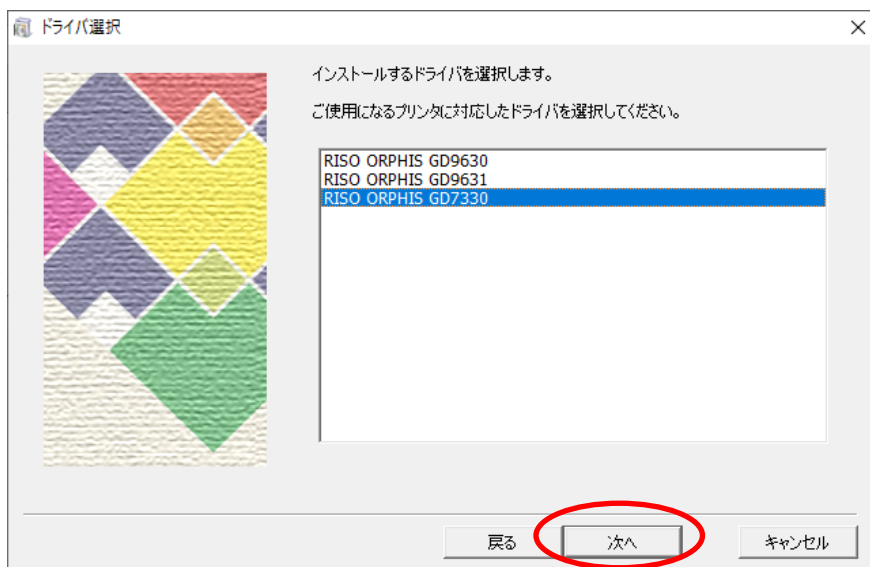 ドライバ選択
インストールするドライバを選択します。
ご使用になるプリンタに対応したドライバを選択してください。
RISO ORPHIS GD9630
RISO ORPHIS GD9631
RISO ORPHIS GD7330
戻る
次へ
キャンセル